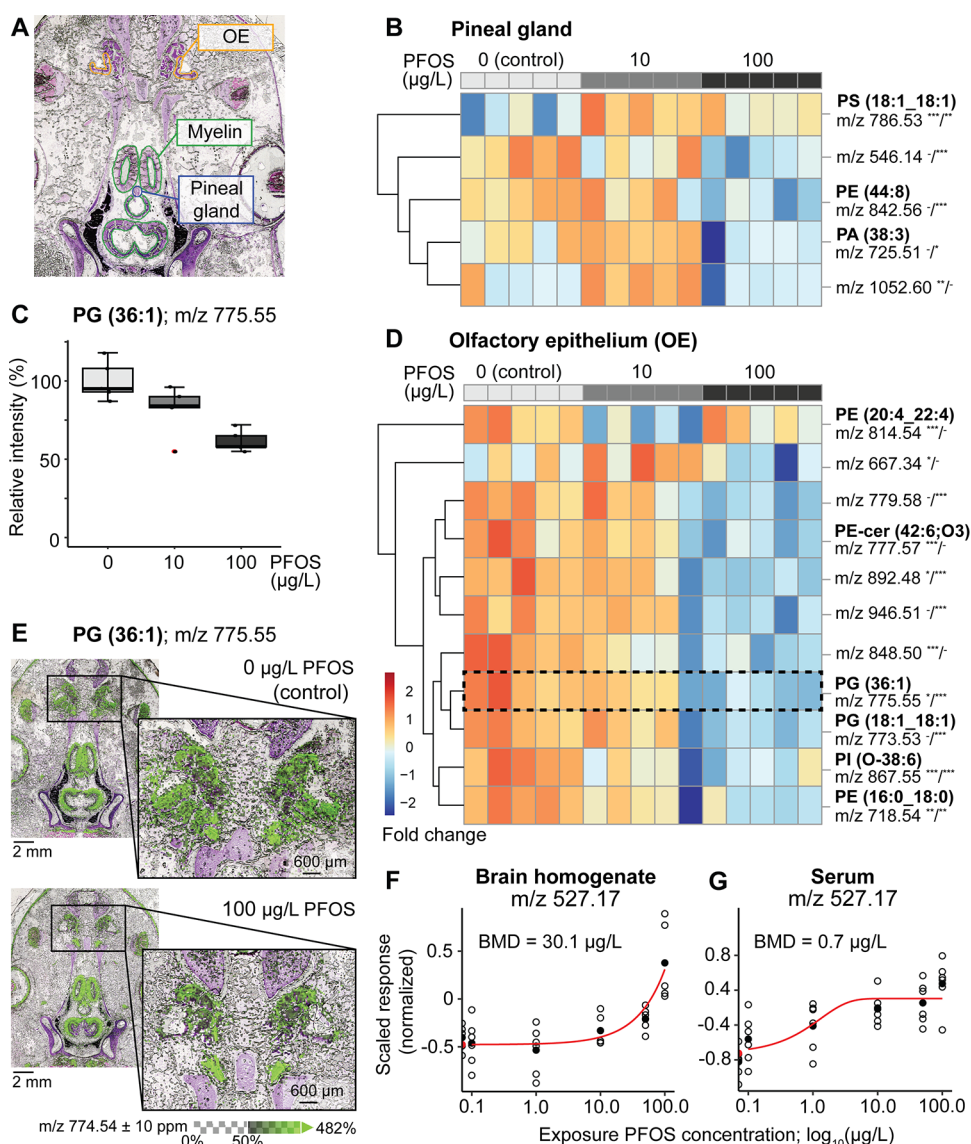 A
OE
Myelin
Pineal
gland
B Pineal gland
PFOS
(µg/L)
0 (control) 10 100
PS (18:1_18:1)
m/z 786.53 ***/**
m/z 546.14 -/***
PE (44:8)
m/z 842.56 -/***
PA (38:3)
m/z 725.51 -/*
m/z 1052.60 **/-
C PG (36:1); m/z 775.55
Relative intensity (%)
100
50
0
0 10 100 PFOS
(µg/L)
D Olfactory epithelium (OE)
PFOS
(µg/L)
0 (control) 10 100
PE (20:4_22:4)
m/z 814.54 ***/-
m/z 667.34 */-
m/z 779.58 -/***
PE-cer (42:6;O3)
m/z 777.57 ***/-
m/z 892.48 */***
m/z 946.51 -/***
m/z 848.50 ***/-
PG (36:1)
m/z 775.55 */***
PG (18:1_18:1)
m/z 773.53 -/***
PI (O-38:6)
m/z 867.55 ***/***
PE (16:0_18:0)
m/z 718.54 **/**
2
1
0
−1
−2
Fold change
E PG (36:1); m/z 775.55
0 µg/L PFOS
(control)
2 mm
600 µm
100 µg/L PFOS
2 mm
600 µm
m/z 774.54 ± 10 ppm
0% 50% 482%
F Brain homogenate
m/z 527.17
BMD = 30.1 µg/L
Scaled response
(normalized)
0.5
0
-0.5
0.1 1.0 10.0 100.0
G Serum
m/z 527.17
BMD = 0.7 µg/L
0.8
0.4
-0.4
-0.8
0.1 1.0 10.0 100.0
Exposure PFOS concentration; log10(µg/L)